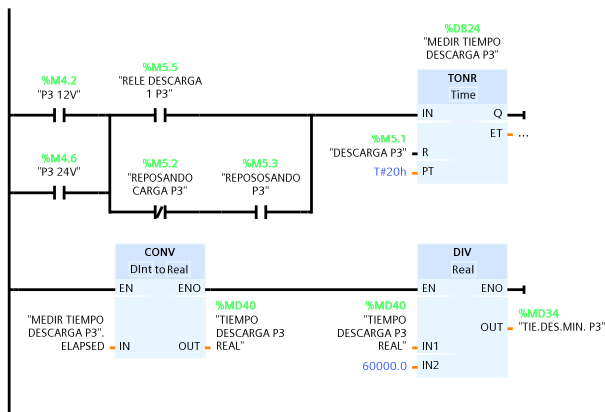 %DB24
"MEDIR TIEMPO
DESCARGA P3"
%M4.2
"P3 12V"
%M5.5
"RELE DESCARGA
1 P3"
TONR
Time
IN
Q
ET
...
%M5.1
"DESCARGA P3"
R
T#20h
PT
%M4.6
"P3 24V"
%M5.2
"REPOSANDO
CARGA P3"
%M5.3
"REPOSOSANDO
P3"
CONV
DInt to Real
EN
ENO
"MEDIR TIEMPO
DESCARGA P3".
ELAPSED
IN
OUT
%MD40
"TIEMPO
DESCARGA P3
REAL"
DIV
Real
EN
ENO
%MD40
"TIEMPO
DESCARGA P3
REAL"
IN1
60000.0
IN2
OUT
%MD34
"TIE.DES.MIN. P3"